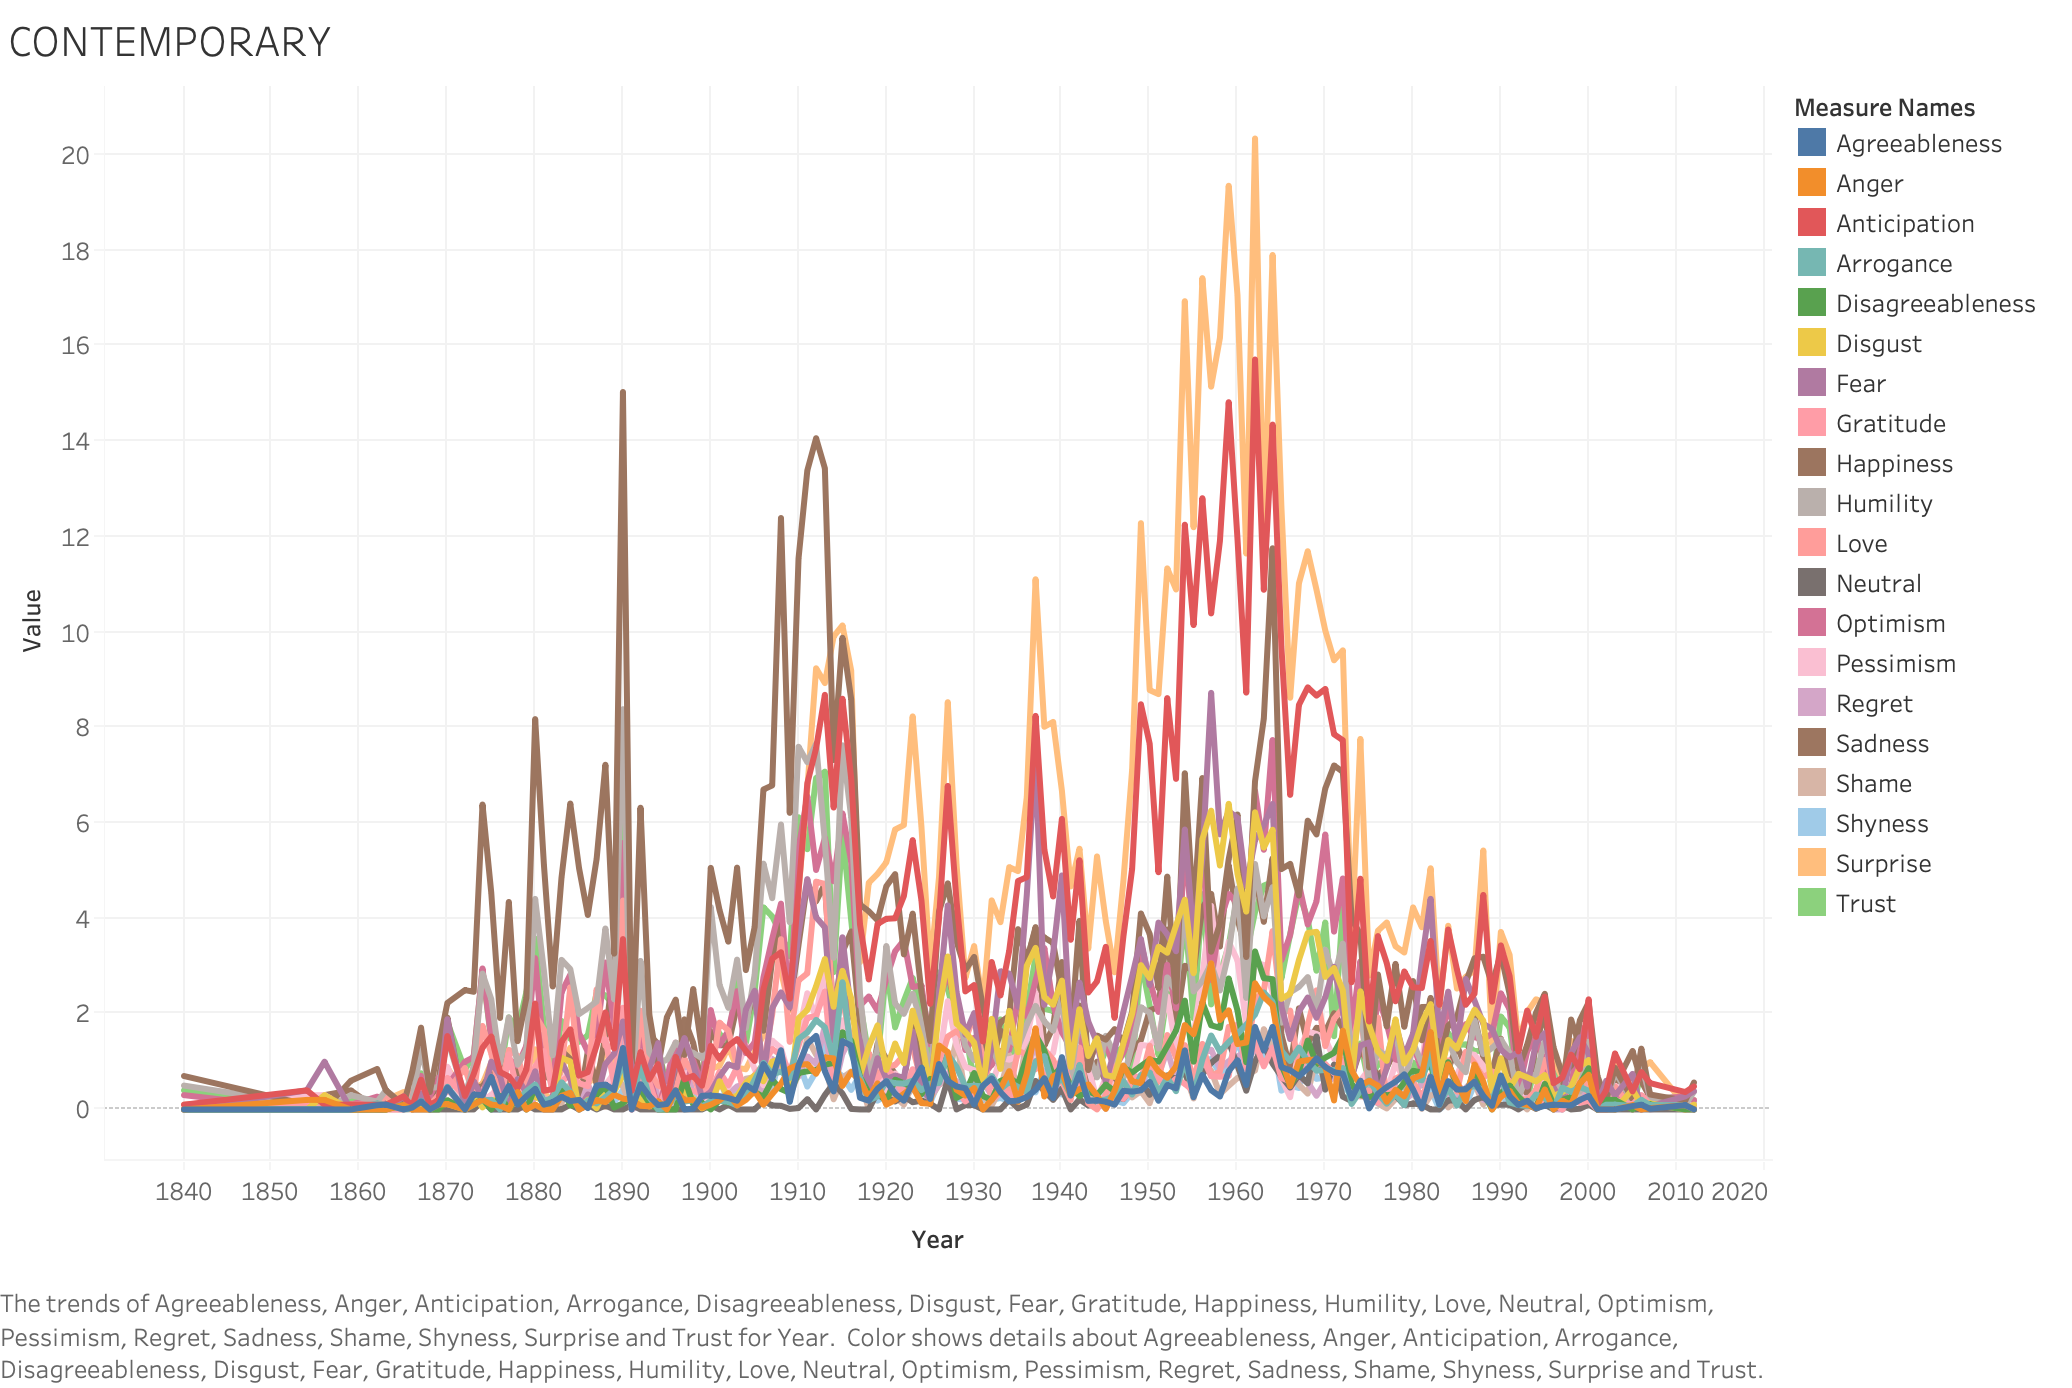 CONTEMPORARY
Measure Names
Agreeableness
Anger
Anticipation
Arrogance
Disagreeableness
Disgust
Fear
Gratitude
Happiness
Humility
Love
Neutral
Optimism
Pessimism
Regret
Sadness
Shame
Shyness
Surprise
Trust
Value
20
18
16
14
12
10
8
6
4
2
0
1840 1850 1860 1870 1880 1890 1900 1910 1920 1930 1940 1950 1960 1970 1980 1990 2000 2010 2020
Year
The trends of Agreeableness, Anger, Anticipation, Arrogance, Disagreeableness, Disgust, Fear, Gratitude, Happiness, Humility, Love, Neutral, Optimism,
Pessimism, Regret, Sadness, Shame, Shyness, Surprise and Trust for Year.  Color shows details about Agreeableness, Anger, Anticipation, Arrogance,
Disagreeableness, Disgust, Fear, Gratitude, Happiness, Humility, Love, Neutral, Optimism, Pessimism, Regret, Sadness, Shame, Shyness, Surprise and Trust.